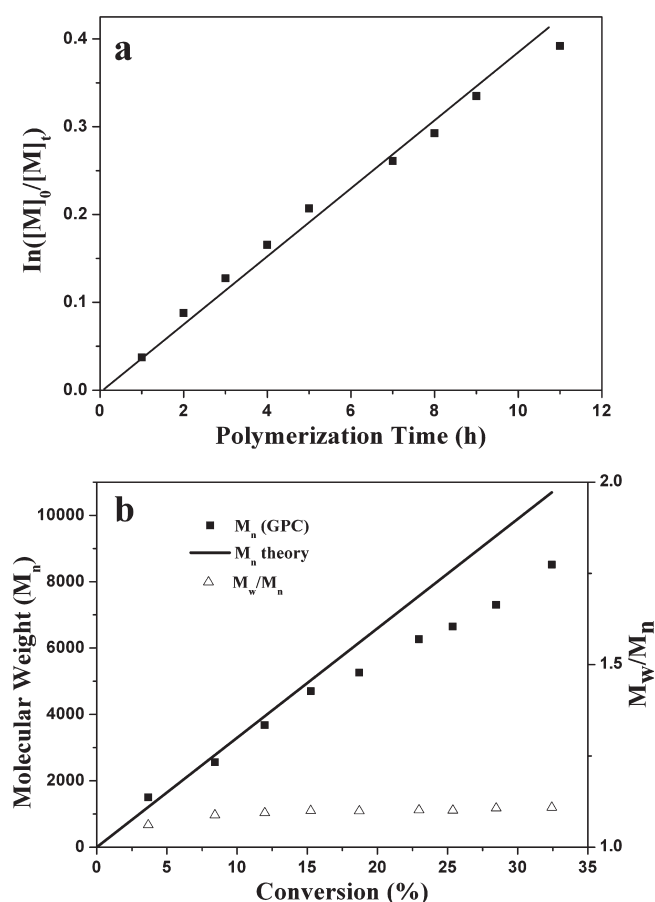 a
0.4
0.3
0.2
0.1
0.0
ln([M]0/[M]t)
0 2 4 6 8 10 12
Polymerization Time (h)
b
10000
8000
6000
4000
2000
0
Molecular Weight (Mn)
Mn (GPC)
Mn theory
Mw/Mn
2.0
1.5
1.0
Mw/Mn
0 5 10 15 20 25 30 35
Conversion (%)